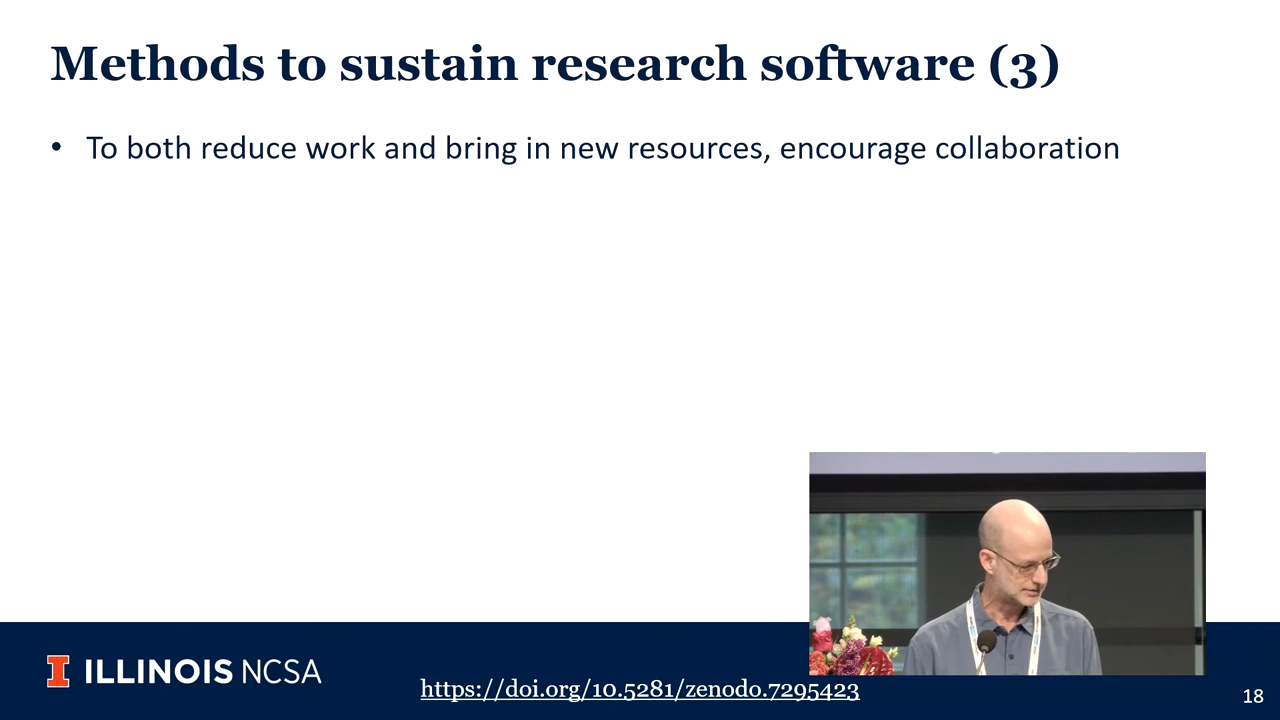 Methods to sustain research software (3)
• To both reduce work and bring in new resources, encourage collaboration
ILLINOIS NCSA
https://doi.org/10.5281/zenodo.7295423
18